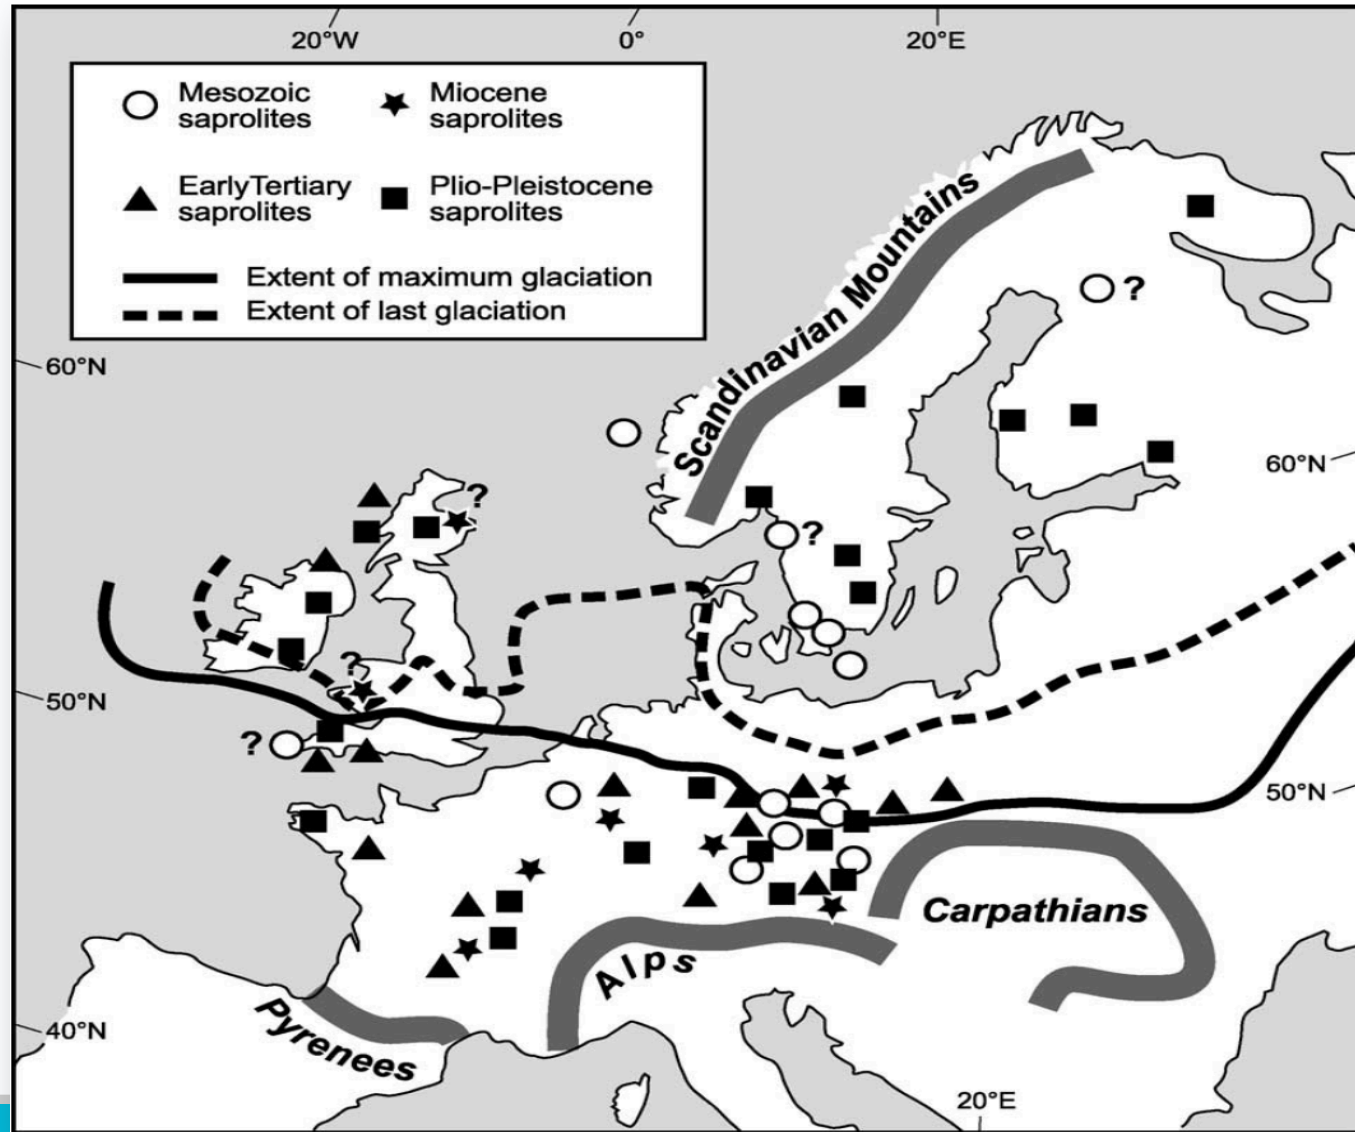 20°W
0°
20°E
Mesozoic
saprolites
Miocene
saprolites
EarlyTertiary
saprolites
Plio-Pleistocene
saprolites
Extent of maximum glaciation
Extent of last glaciation
Scandinavian Mountains
?
60°N
60°N
?
?
?
50°N
?
50°N
Carpathians
Alps
Pyrenees
40°N
20°E